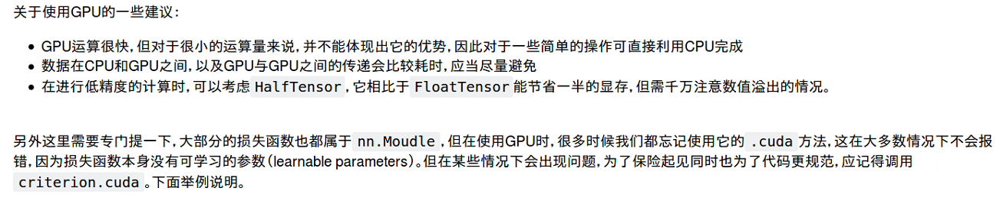 关于使用GPU的一些建议：
• GPU运算很快，但对于很小的运算量来说，并不能体现出它的优势，因此对于一些简单的操作可直接利用CPU完成
• 数据在CPU和GPU之间，以及GPU与GPU之间的传递会比较耗时，应当尽量避免
• 在进行低精度的计算时，可以考虑 HalfTensor ，它相比于 FloatTensor 能节省一半的显存，但需千万注意数值溢出的情况。
另外这里需要专门提一下，大部分的损失函数也都属于 nn.Moudle ，但在使用GPU时，很多时候我们都忘记使用它的 .cuda 方法，这在大多数情况下不会报
错，因为损失函数本身没有可学习的参数（learnable parameters）。但在某些情况下会出现问题，为了保险起见同时也为了代码更规范，应记得调用
criterion.cuda 。下面举例说明。